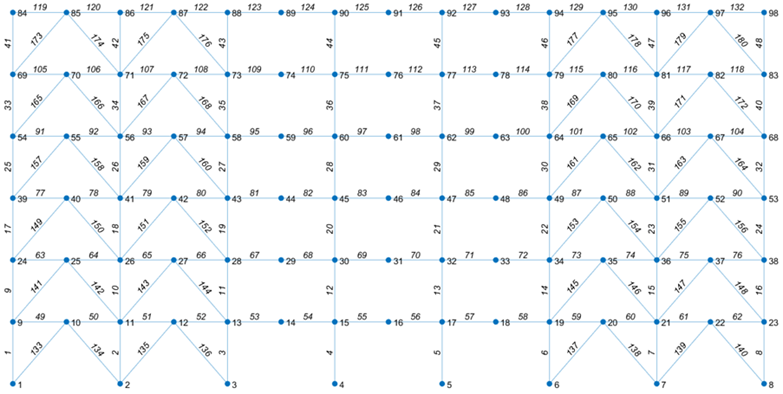 119 120 121 122 123 124 125 126 127 128 129 130 131 132
84 85 86 87 88 89 90 91 92 93 94 95 96 97 98
41 173 174 42 175 176 43 44 45 46 177 178 47 179 180 48
105 106 107 108 109 110 111 112 113 114 115 116 117 118
69 70 71 72 73 74 75 76 77 78 79 80 81 82 83
33 165 166 34 167 168 35 36 37 38 169 170 39 171 172 40
91 92 93 94 95 96 97 98 99 100 101 102 103 104
54 55 56 57 58 59 60 61 62 63 64 65 66 67 68
25 157 158 26 159 160 27 28 29 30 161 162 31 163 164 32
77 78 79 80 81 82 83 84 85 86 87 88 89 90
39 40 41 42 43 44 45 46 47 48 49 50 51 52 53
17 149 150 18 151 152 19 20 21 22 153 154 23 155 156 24
63 64 65 66 67 68 69 70 71 72 73 74 75 76
24 25 26 27 28 29 30 31 32 33 34 35 36 37 38
9 141 142 10 143 144 11 12 13 14 145 146 15 147 148 16
49 50 51 52 53 54 55 56 57 58 59 60 61 62
9 10 11 12 13 14 15 16 17 18 19 20 21 22 23
1 133 134 2 135 136 3 4 5 6 137 138 7 139 140 8
1 2 3 4 5 6 7 8